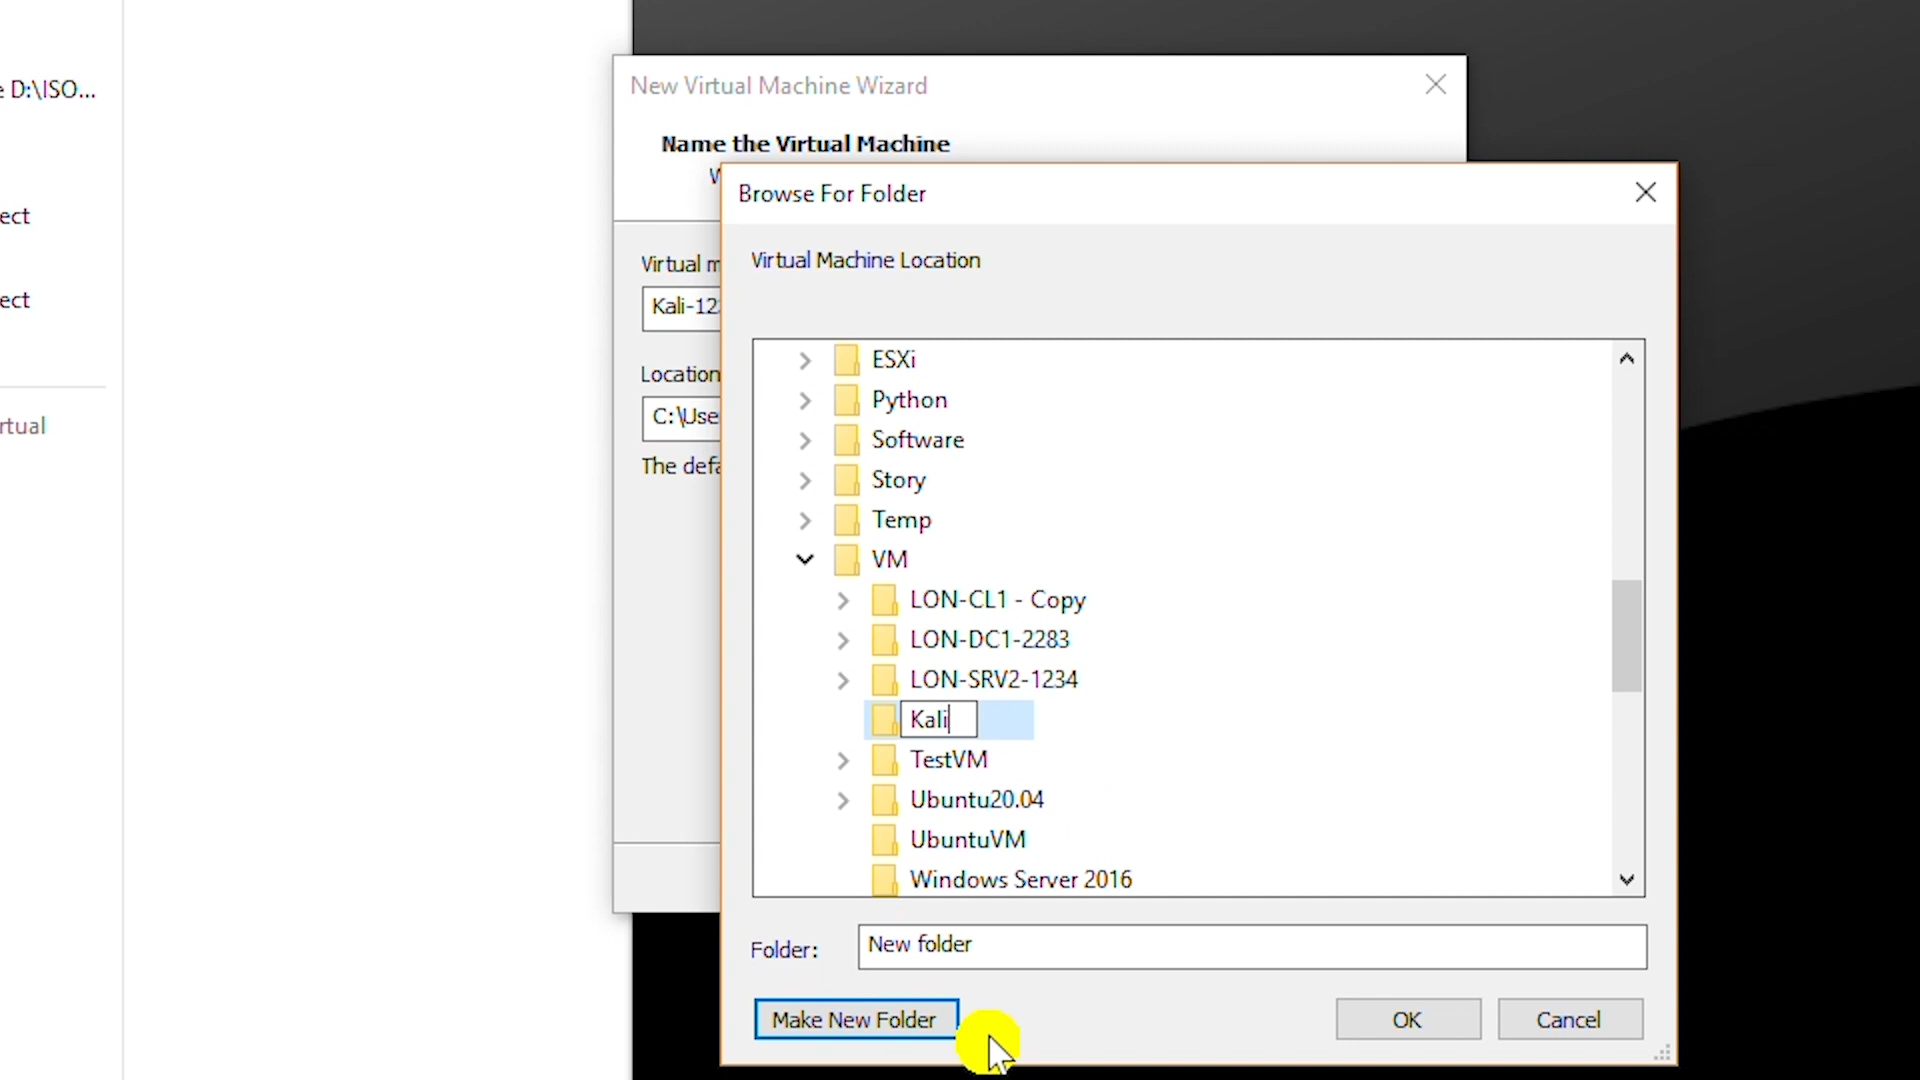 D:\ISO...
ect
ect
rtual
New Virtual Machine Wizard
Name the Virtual Machine
Browse For Folder
Virtual Machine Location
Virtual m
Kali-12
Location
C:\Use
The defa
ESXi
Python
Software
Story
Temp
VM
LON-CL1 - Copy
LON-DC1-2283
LON-SRV2-1234
Kali
TestVM
Ubuntu20.04
UbuntuVM
Windows Server 2016
Folder:
New folder
Make New Folder
OK
Cancel